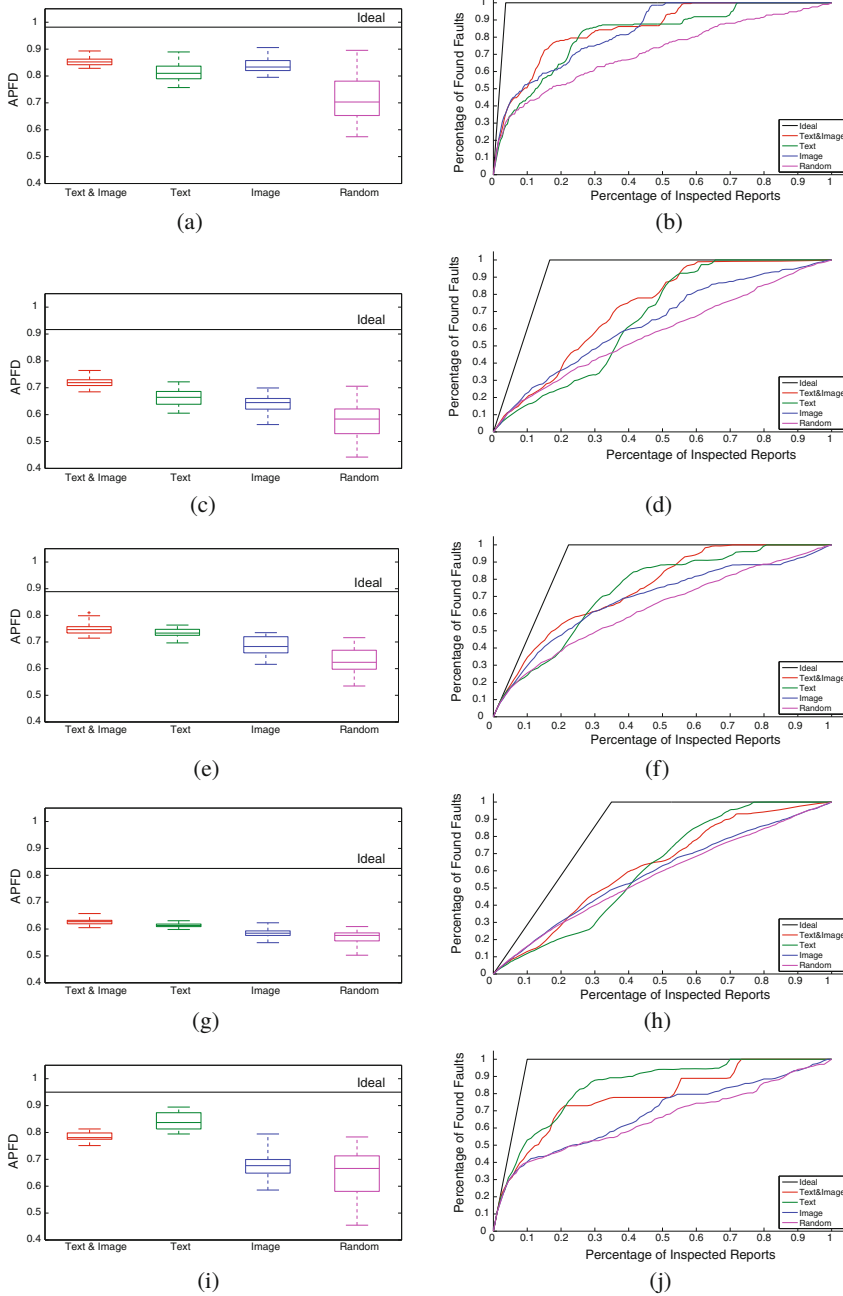 Ideal
1
0.9
0.8
0.7
0.6
0.5
0.4
APFD
Text & Image Text Image Random
(a)
1
0.9
0.8
0.7
0.6
0.5
0.4
0.3
0.2
0.1
0
Percentage of Found Faults
Ideal
Text&Image
Text
Image
Random
0 0.1 0.2 0.3 0.4 0.5 0.6 0.7 0.8 0.9 1
Percentage of Inspected Reports
(b)
Ideal
1
0.9
0.8
0.7
0.6
0.5
0.4
APFD
Text & Image Text Image Random
(c)
1
0.9
0.8
0.7
0.6
0.5
0.4
0.3
0.2
0.1
0
Percentage of Found Faults
Ideal
Text&Image
Text
Image
Random
0 0.1 0.2 0.3 0.4 0.5 0.6 0.7 0.8 0.9 1
Percentage of Inspected Reports
(d)
Ideal
1
0.9
0.8
0.7
0.6
0.5
0.4
APFD
Text & Image Text Image Random
(e)
1
0.9
0.8
0.7
0.6
0.5
0.4
0.3
0.2
0.1
0
Percentage of Found Faults
Ideal
Text&Image
Text
Image
Random
0 0.1 0.2 0.3 0.4 0.5 0.6 0.7 0.8 0.9 1
Percentage of Inspected Reports
(f)
Ideal
1
0.9
0.8
0.7
0.6
0.5
0.4
APFD
Text & Image Text Image Random
(g)
1
0.9
0.8
0.7
0.6
0.5
0.4
0.3
0.2
0.1
0
Percentage of Found Faults
Ideal
Text&Image
Text
Image
Random
0 0.1 0.2 0.3 0.4 0.5 0.6 0.7 0.8 0.9 1
Percentage of Inspected Reports
(h)
Ideal
1
0.9
0.8
0.7
0.6
0.5
0.4
APFD
Text & Image Text Image Random
(i)
1
0.9
0.8
0.7
0.6
0.5
0.4
0.3
0.2
0.1
0
Percentage of Found Faults
Ideal
Text&Image
Text
Image
Random
0 0.1 0.2 0.3 0.4 0.5 0.6 0.7 0.8 0.9 1
Percentage of Inspected Reports
(j)